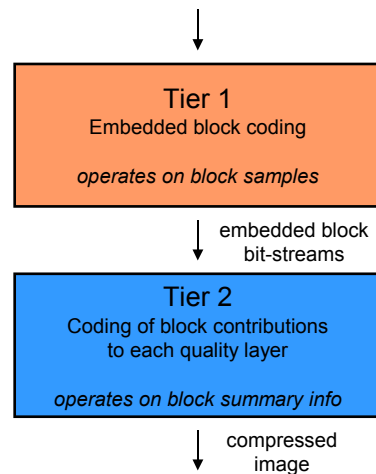 Tier 1
Embedded block coding
operates on block samples
embedded block
bit-streams
Tier 2
Coding of block contributions
to each quality layer
operates on block summary info
compressed
image